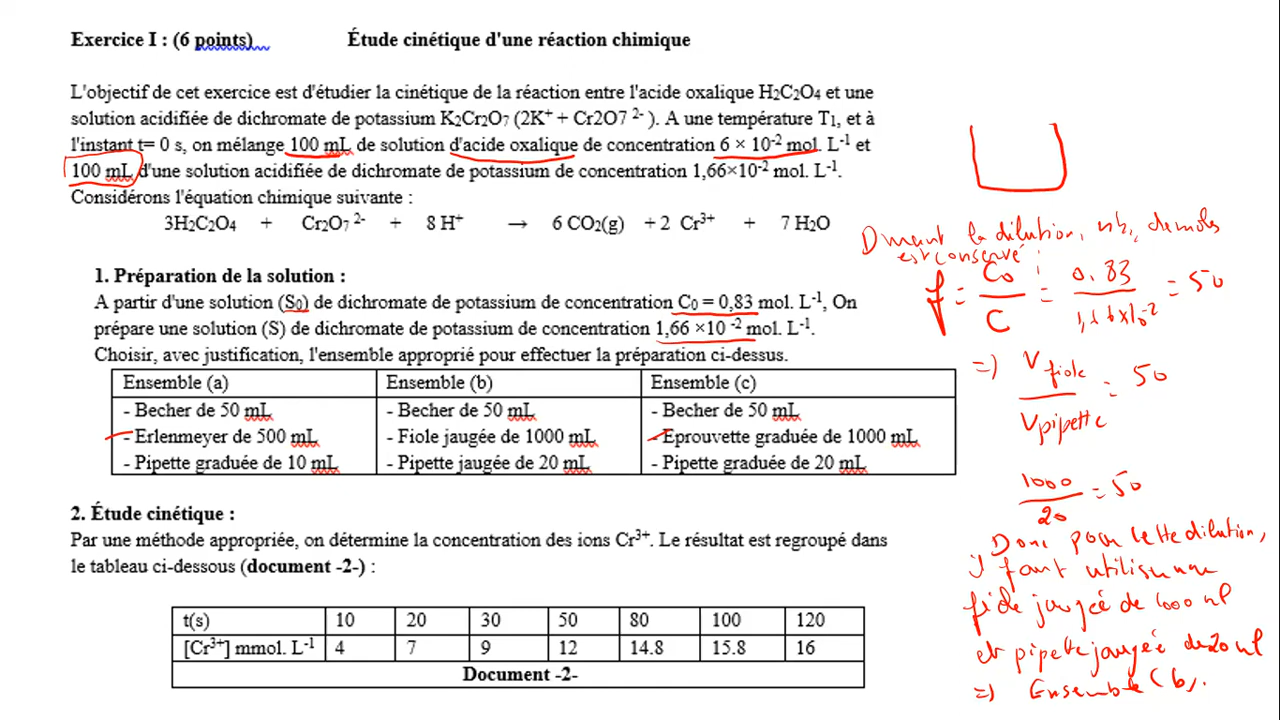 Exercice I : (6 points) Étude cinétique d'une réaction chimique
L'objectif de cet exercice est d'étudier la cinétique de la réaction entre l'acide oxalique H₂C₂O₄ et une
solution acidifiée de dichromate de potassium K₂Cr₂O₇ (2K⁺ + Cr2O7 ²⁻ ). A une température T₁, et à
l'instant t= 0 s, on mélange 100 mL de solution d'acide oxalique de concentration 6 × 10⁻² mol. L⁻¹ et
100 mL d'une solution acidifiée de dichromate de potassium de concentration 1,66×10⁻² mol. L⁻¹.
Considérons l'équation chimique suivante :
3H₂C₂O₄ + Cr₂O₇ ²⁻ + 8 H⁺ → 6 CO₂(g) +2 Cr³⁺ + 7 H₂O
1. Préparation de la solution :
A partir d'une solution (S₀) de dichromate de potassium de concentration C₀ = 0,83 mol. L⁻¹, On
prépare une solution (S) de dichromate de potassium de concentration 1,66 ×10 ⁻² mol. L⁻¹.
Choisir, avec justification, l'ensemble approprié pour effectuer la préparation ci-dessus.
Ensemble (a) Ensemble (b) Ensemble (c)
- Becher de 50 mL - Becher de 50 mL - Becher de 50 mL
- Erlenmeyer de 500 mL - Fiole jaugée de 1000 mL - Eprouvette graduée de 1000 mL
- Pipette graduée de 10 mL - Pipette jaugée de 20 mL - Pipette graduée de 20 mL
2. Étude cinétique :
Par une méthode appropriée, on détermine la concentration des ions Cr³⁺. Le résultat est regroupé dans
le tableau ci-dessous (document -2-) :
t(s) 10 20 30 50 80 100 120
[Cr³⁺] mmol. L⁻¹ 4 7 9 12 14.8 15.8 16
Document -2-
la dilution, nb, de moles
est conservé :
f = C₀ / C = 0.83 / 1,66x10⁻² = 50
=) V fiole / V pipette = 50
1000 / 20 = 50
Donc pour cette dilution,
il faut utiliser une
fiole jaugée de 1000 ml
et pipette jaugée de 20 ml
=) Ensemble (b).